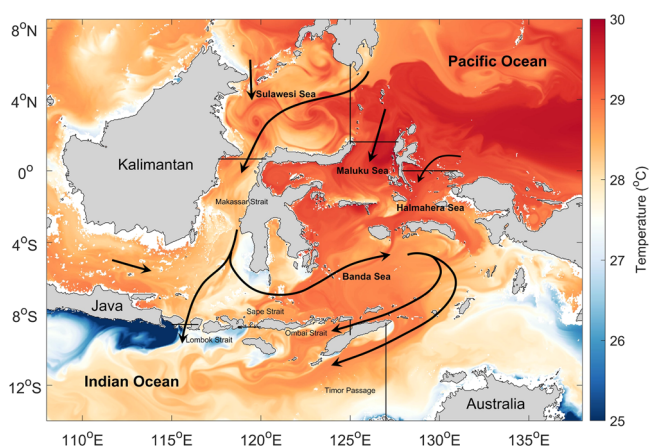 8°N
4°N
0°
4°S
8°S
12°S
110°E
115°E
120°E
125°E
130°E
135°E
Pacific Ocean
Sulawesi Sea
Kalimantan
Maluku Sea
Makassar Strait
Halmahera Sea
Banda Sea
Java
Sape Strait
Ombai Strait
Lombok Strait
Indian Ocean
Timor Passage
Australia
30
29
28
27
26
25
Temperature (°C)